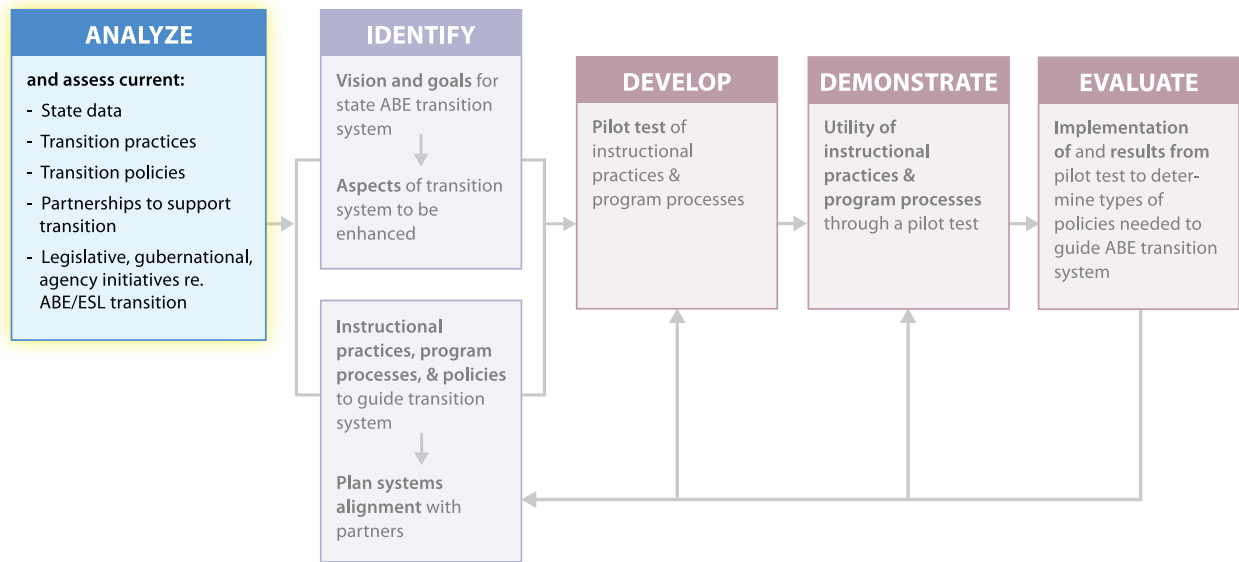 ANALYZE
and assess current:
- State data
- Transition practices
- Transition policies
- Partnerships to support
transition
- Legislative, gubernational,
agency initiatives re.
ABE/ESL transition
IDENTIFY
Vision and goals for
state ABE transition
system
Aspects of transition
system to be
enhanced
Instructional
practices, program
processes, & policies
to guide transition
system
Plan systems
alignment with
partners
DEVELOP
Pilot test of
instructional
practices &
program processes
DEMONSTRATE
Utility of
instructional
practices &
program processes
through a pilot test
EVALUATE
Implementation
of and results from
pilot test to deter-
mine types of
policies needed to
guide ABE transition
system